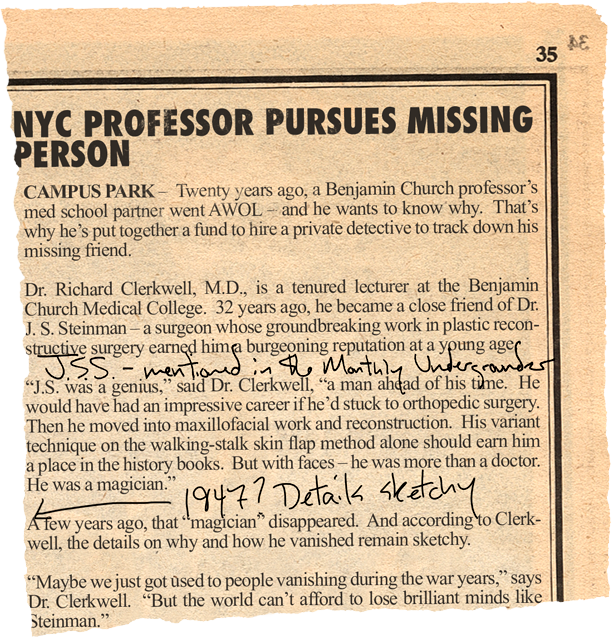 35
34
NYC PROFESSOR PURSUES MISSING
PERSON
CAMPUS PARK – Twenty years ago, a Benjamin Church professor's
med school partner went AWOL – and he wants to know why. That's
why he's put together a fund to hire a private detective to track down his
missing friend.
Dr. Richard Clerkwell, M.D., is a tenured lecturer at the Benjamin
Church Medical College. 32 years ago, he became a close friend of Dr.
J. S. Steinman – a surgeon whose groundbreaking work in plastic recon-
structive surgery earned him a burgeoning reputation at a young age.
JSS – mentioned in the Monthly Undergrounder
"J.S. was a genius," said Dr. Clerkwell, "a man ahead of his time. He
would have had an impressive career if he'd stuck to orthopedic surgery.
Then he moved into maxillofacial work and reconstruction. His variant
technique on the walking-stalk skin flap method alone should earn him
a place in the history books. But with faces – he was more than a doctor.
He was a magician."
1947? Details sketchy
A few years ago, that "magician" disappeared. And according to Clerk-
well, the details on why and how he vanished remain sketchy.
"Maybe we just got used to people vanishing during the war years," says
Dr. Clerkwell. "But the world can't afford to lose brilliant minds like
Steinman."